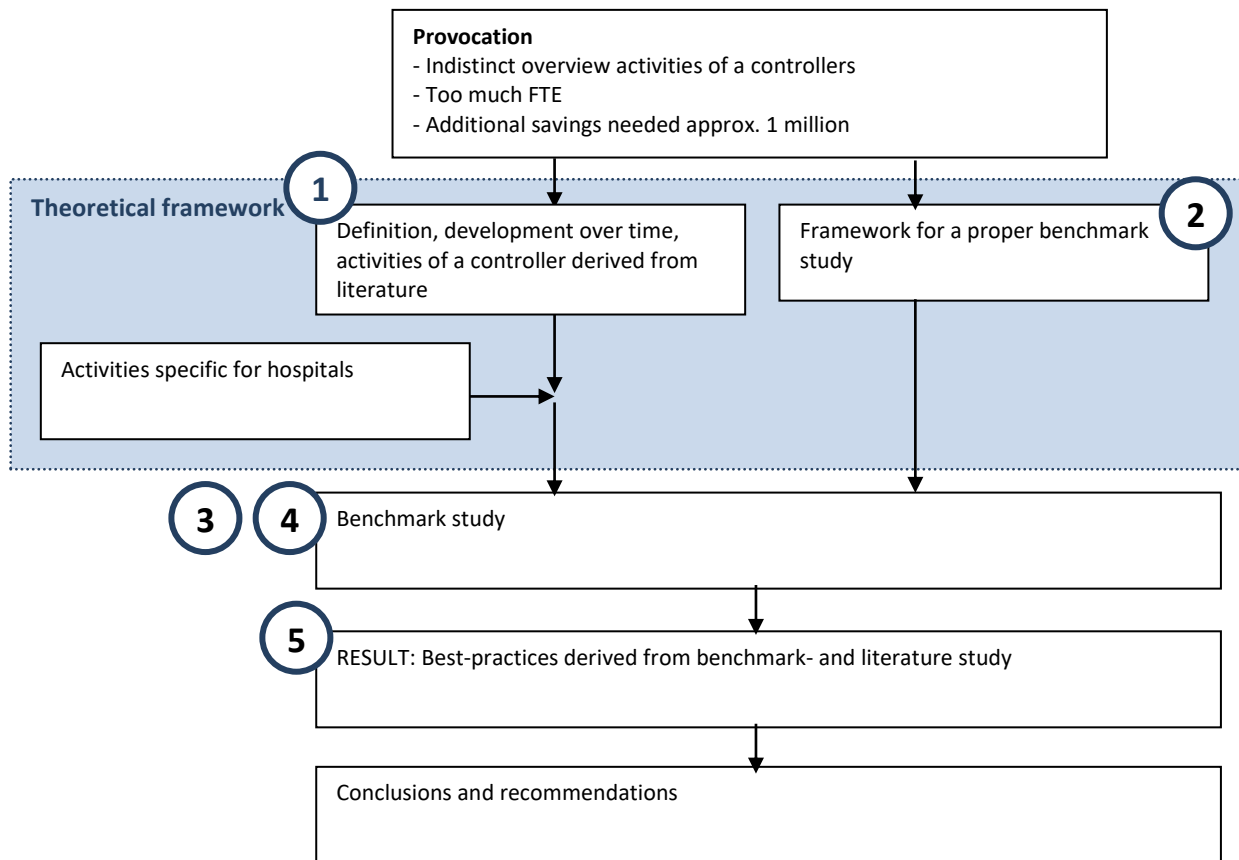 Provocation
- Indistinct overview activities of a controllers
- Too much FTE
- Additional savings needed approx. 1 million
Theoretical framework
1
Definition, development over time,
activities of a controller derived from
literature
2
Framework for a proper benchmark
study
Activities specific for hospitals
3
4
Benchmark study
5
RESULT: Best-practices derived from benchmark- and literature study
Conclusions and recommendations